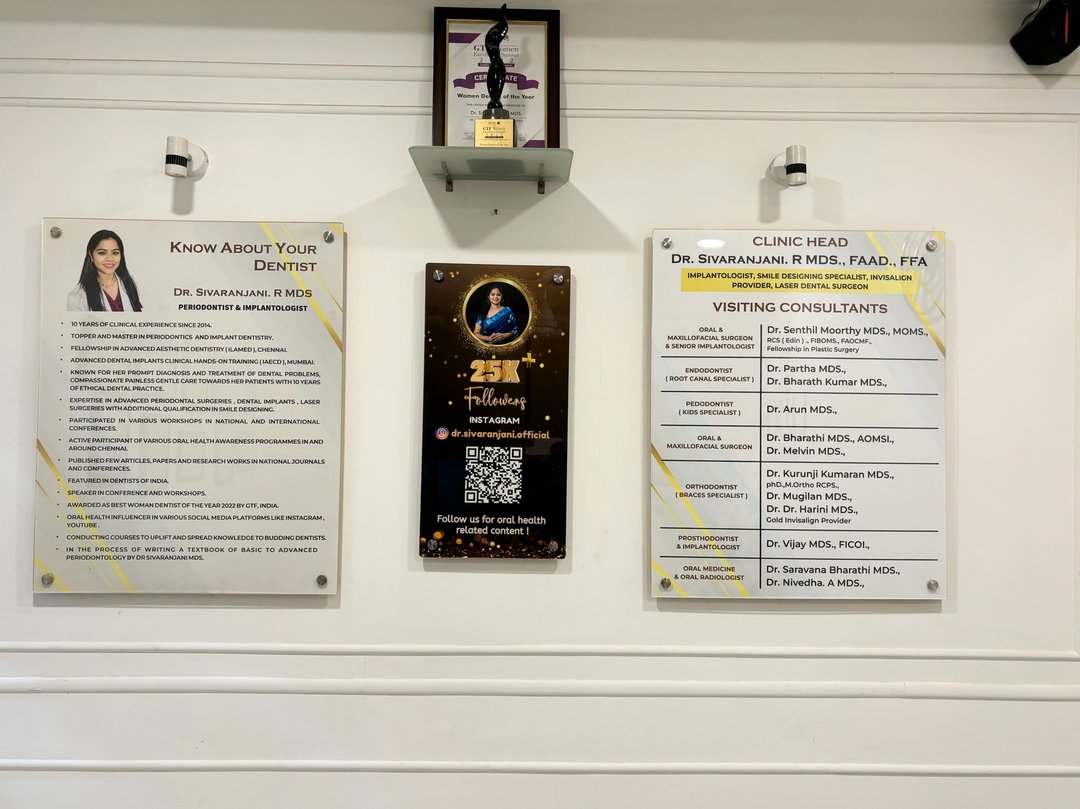 GTF Women
CERTIFICATE
Women De of the Year
Dr. S MDS
GTF Women
KNOW ABOUT YOUR
DENTIST
DR. SIVARANJANI. R MDS
PERIODONTIST & IMPLANTOLOGIST
• 10 YEARS OF CLINICAL EXPERIENCE SINCE 2014.
• TOPPER AND MASTER IN PERIODONTICS AND IMPLANT DENTISTRY.
• FELLOWSHIP IN ADVANCED AESTHETIC DENTISTRY ( ILAMED ), CHENNAI.
• ADVANCED DENTAL IMPLANTS CLINICAL HANDS-ON TRAINING ( IAECD ), MUMBAI.
• KNOWN FOR HER PROMPT DIAGNOSIS AND TREATMENT OF DENTAL PROBLEMS,
COMPASSIONATE PAINLESS GENTLE CARE TOWARDS HER PATIENTS WITH 10 YEARS
OF ETHICAL DENTAL PRACTICE.
• EXPERTISE IN ADVANCED PERIODONTAL SURGERIES , DENTAL IMPLANTS , LASER
SURGERIES WITH ADDITIONAL QUALIFICATION IN SMILE DESIGNING.
• PARTICIPATED IN VARIOUS WORKSHOPS IN NATIONAL AND INTERNATIONAL
CONFERENCES.
• ACTIVE PARTICIPANT OF VARIOUS ORAL HEALTH AWARENESS PROGRAMMES IN AND
AROUND CHENNAI.
• PUBLISHED FEW ARTICLES, PAPERS AND RESEARCH WORKS IN NATIONAL JOURNALS
AND CONFERENCES.
• FEATURED IN DENTISTS OF INDIA.
• SPEAKER IN CONFERENCE AND WORKSHOPS.
• AWARDED AS BEST WOMAN DENTIST OF THE YEAR 2022 BY GTF, INDIA.
• ORAL HEALTH INFLUENCER IN VARIOUS SOCIAL MEDIA PLATFORMS LIKE INSTAGRAM ,
YOUTUBE .
• CONDUCTING COURSES TO UPLIFT AND SPREAD KNOWLEDGE TO BUDDING DENTISTS.
• IN THE PROCESS OF WRITING A TEXTBOOK OF BASIC TO ADVANCED
PERIODONTOLOGY BY DR SIVARANJANI MDS.
25K+
Followers
INSTAGRAM
dr.sivaranjani.official
Follow us for oral health
related content !
CLINIC HEAD
DR. SIVARANJANI. R MDS., FAAD., FFA
IMPLANTOLOGIST, SMILE DESIGNING SPECIALIST, INVISALIGN
PROVIDER, LASER DENTAL SURGEON
VISITING CONSULTANTS
ORAL &
MAXILLOFACIAL SURGEON
& SENIOR IMPLANTOLOGIST
Dr. Senthil Moorthy MDS., MOMS.,
RCS ( Edin ) ., FIBOMS., FAOCMF.,
Fellowship in Plastic Surgery
ENDODONTIST
( ROOT CANAL SPECIALIST )
Dr. Partha MDS.,
Dr. Bharath Kumar MDS.,
PEDODONTIST
( KIDS SPECIALIST )
Dr. Arun MDS.,
ORAL &
MAXILLOFACIAL SURGEON
Dr. Bharathi MDS., AOMSI.,
Dr. Melvin MDS.,
ORTHODONTIST
( BRACES SPECIALIST )
Dr. Kurunji Kumaran MDS.,
phD.,M.Ortho RCPS.,
Dr. Mugilan MDS.,
Dr. Dr. Harini MDS.,
Gold Invisalign Provider
PROSTHODONTIST
& IMPLANTOLOGIST
Dr. Vijay MDS., FICOI.,
ORAL MEDICINE
& ORAL RADIOLOGIST
Dr. Saravana Bharathi MDS.,
Dr. Nivedha. A MDS.,